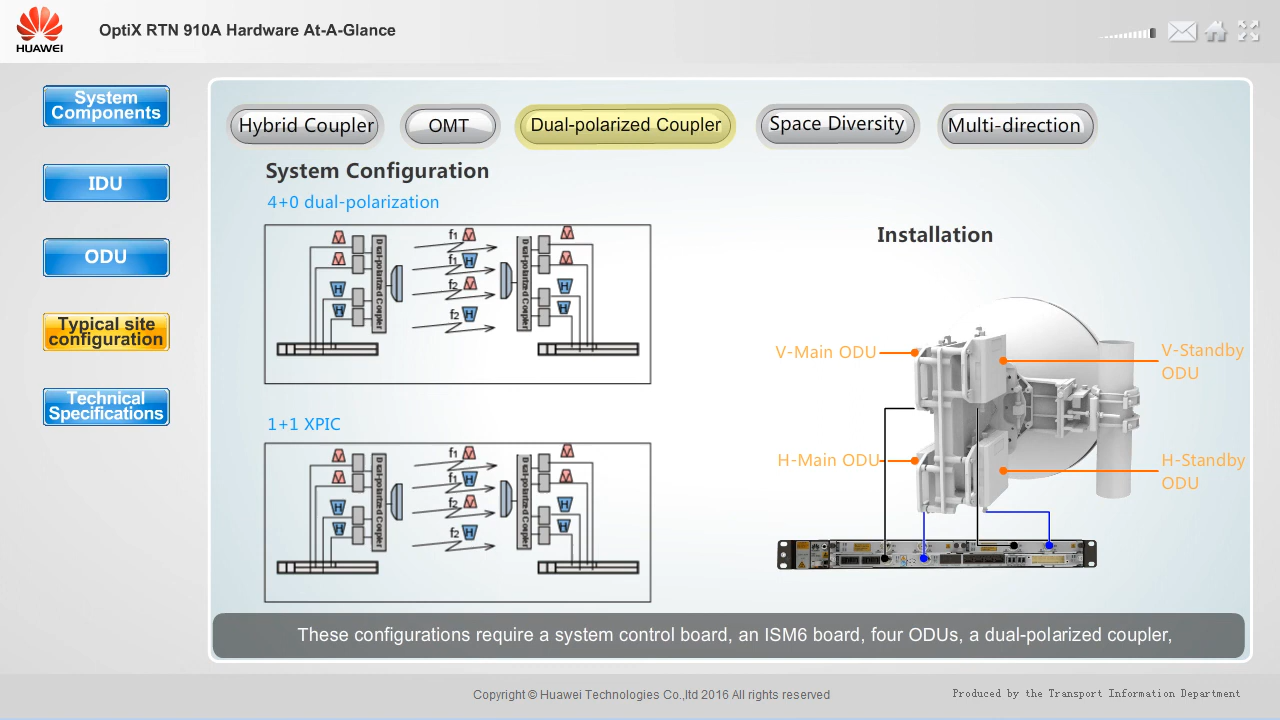 HUAWEI
OptiX RTN 910A Hardware At-A-Glance
System
Components
IDU
ODU
Typical site
configuration
Technical
Specifications
Hybrid Coupler
OMT
Dual-polarized Coupler
Space Diversity
Multi-direction
System Configuration
4+0 dual-polarization
V
V
H
H
Dual-polarized Coupler
f1 V
f1 H
f2 V
f2 H
Dual-polarized Coupler
V
V
H
H
1+1 XPIC
V
V
H
H
Dual-polarized Coupler
f1 V
f1 H
f2 V
f2 H
Dual-polarized Coupler
V
V
H
H
Installation
V-Main ODU
V-Standby
ODU
H-Main ODU
H-Standby
ODU
These configurations require a system control board, an ISM6 board, four ODUs, a dual-polarized coupler,
Copyright © Huawei Technologies Co.,ltd 2016 All rights reserved
Produced by the Transport Information Department